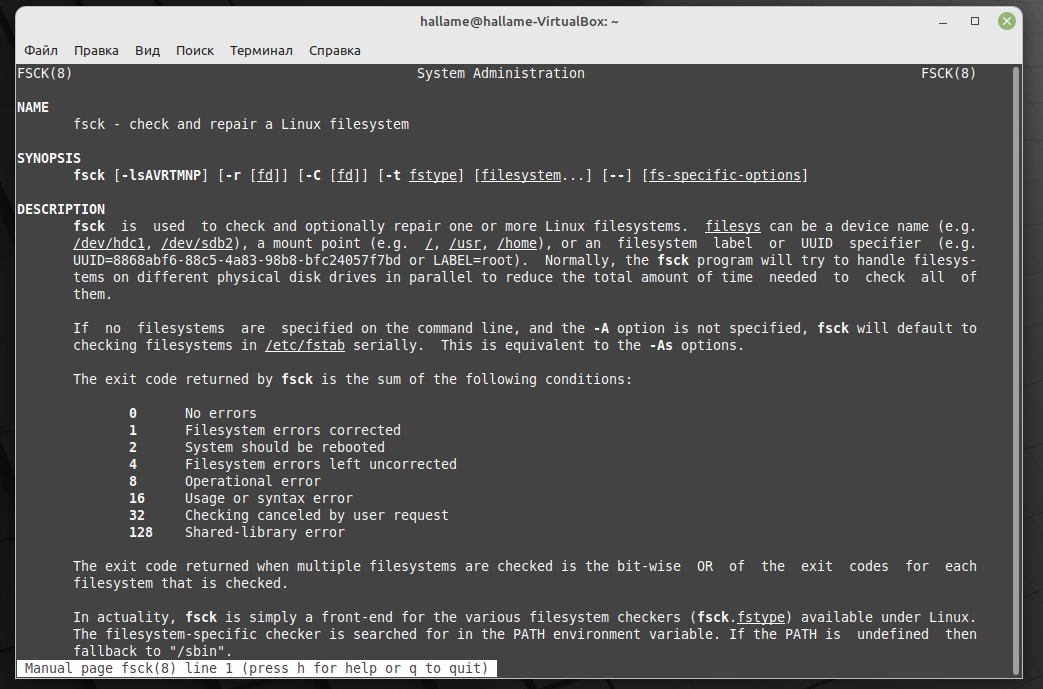 hallame@hallame-VirtualBox: ~
Файл Правка Вид Поиск Терминал Справка
FSCK(8) System Administration FSCK(8)
NAME
fsck - check and repair a Linux filesystem
SYNOPSIS
fsck [-lsAVRTMNP] [-r [fd]] [-C [fd]] [-t fstype] [filesystem...] [--] [fs-specific-options]
DESCRIPTION
fsck is used to check and optionally repair one or more Linux filesystems. filesys can be a device name (e.g.
/dev/hdc1, /dev/sdb2), a mount point (e.g. /, /usr, /home), or an filesystem label or UUID specifier (e.g.
UUID=8868abf6-88c5-4a83-98b8-bfc24057f7bd or LABEL=root). Normally, the fsck program will try to handle filesys-
tems on different physical disk drives in parallel to reduce the total amount of time needed to check all of
them.
If no filesystems are specified on the command line, and the -A option is not specified, fsck will default to
checking filesystems in /etc/fstab serially. This is equivalent to the -As options.
The exit code returned by fsck is the sum of the following conditions:
0 No errors
1 Filesystem errors corrected
2 System should be rebooted
4 Filesystem errors left uncorrected
8 Operational error
16 Usage or syntax error
32 Checking canceled by user request
128 Shared-library error
The exit code returned when multiple filesystems are checked is the bit-wise OR of the exit codes for each
filesystem that is checked.
In actuality, fsck is simply a front-end for the various filesystem checkers (fsck.fstype) available under Linux.
The filesystem-specific checker is searched for in the PATH environment variable. If the PATH is undefined then
fallback to "/sbin".
Manual page fsck(8) line 1 (press h for help or q to quit)